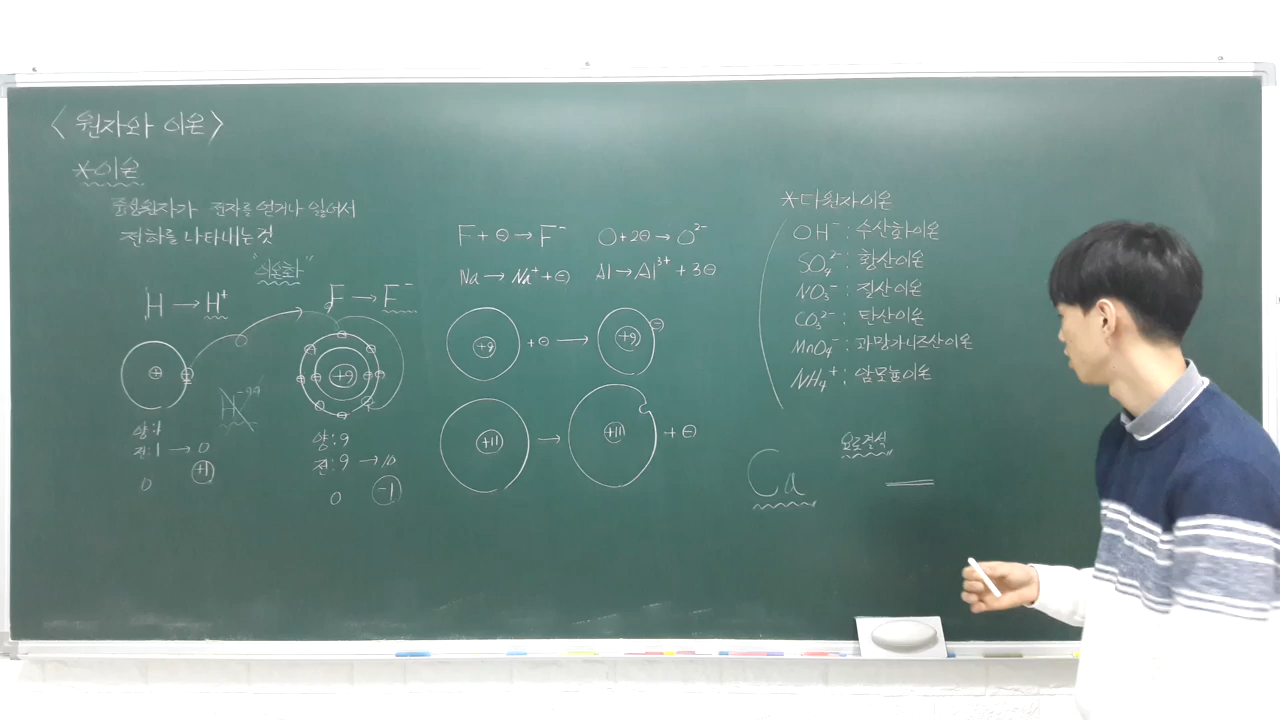 <원자와 이온>
*이온
중성원자가 전자를 얻거나 잃어서
전하를 나타내는것
"이온화"
H → H⁺
F → F⁻
+
+9
H⁻⁹⁹
양:1
전:1 → 0
0
+1
양:9
전:9 → 10
0
-1
F + ⊖ → F⁻
O + 2⊖ → O²⁻
Na → Na⁺ + ⊖
Al → Al³⁺ + 3⊖
+9 + ⊖ → +9 ⊖
+11 → +11 + ⊖
*다원자이온
OH⁻ : 수산화이온
SO₄²⁻ : 황산이온
NO₃⁻ : 질산이온
CO₃²⁻ : 탄산이온
MnO₄⁻ : 과망가니즈산이온
NH₄⁺ : 암모늄이온
Ca